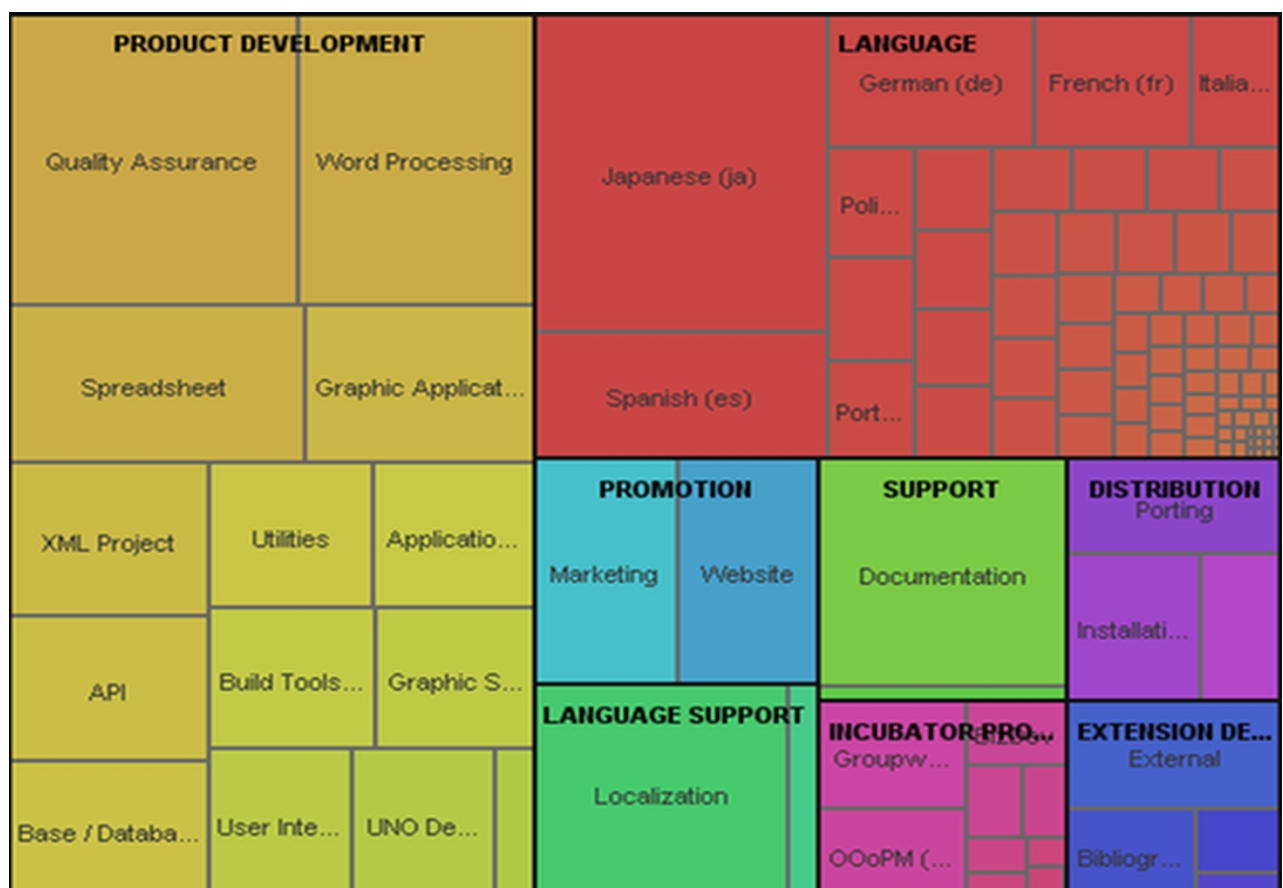 PRODUCT DEVELOPMENT
Quality Assurance
Word Processing
Spreadsheet
Graphic Applicat...
XML Project
Utilities
Applicatio...
API
Build Tools...
Graphic S...
Base / Databa...
User Inte...
UNO De...
LANGUAGE
German (de)
French (fr)
Italia...
Japanese (ja)
Poli...
Spanish (es)
Port...
PROMOTION
Marketing
Website
SUPPORT
Documentation
DISTRIBUTION
Porting
Installati...
LANGUAGE SUPPORT
Localization
INCUBATOR PRO...
Groupw...
OOoPM (...
EXTENSION DE...
External
Bibliogr...